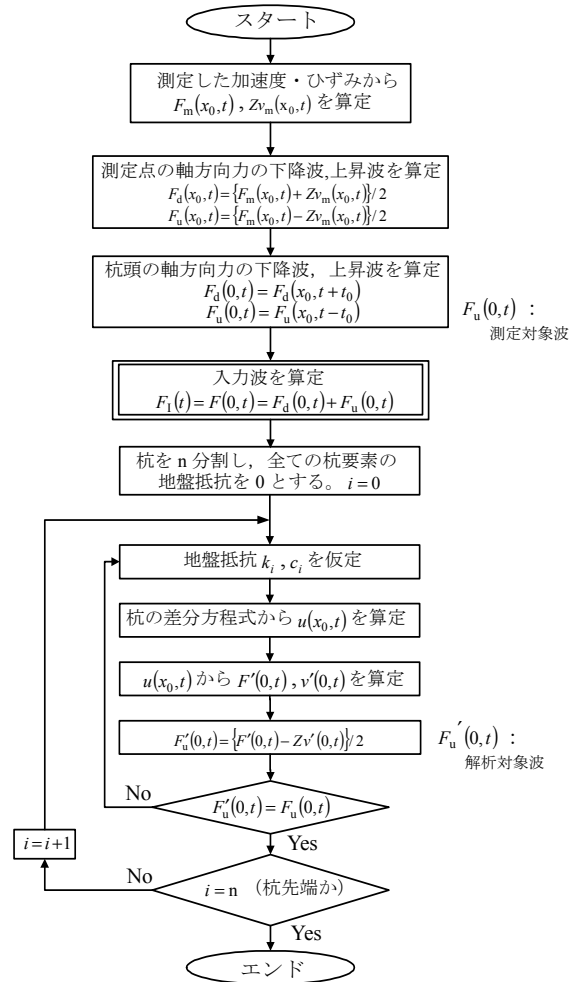 スタート
測定した加速度・ひずみから
F_m(x_0,t) , Zv_m(x_0,t) を算定
測定点の軸方向力の下降波,上昇波を算定
F_d(x_0,t)={F_m(x_0,t)+Zv_m(x_0,t)}/2
F_u(x_0,t)={F_m(x_0,t)−Zv_m(x_0,t)}/2
杭頭の軸方向力の下降波，上昇波を算定
F_d(0,t)=F_d(x_0,t+t_0)
F_u(0,t)=F_u(x_0,t−t_0)
F_u(0,t) :
測定対象波
入力波を算定
F_I(t)=F(0,t)=F_d(0,t)+F_u(0,t)
杭を n 分割し，全ての杭要素の
地盤抵抗を 0 とする。 i=0
地盤抵抗 k_i , c_i を仮定
杭の差分方程式から u(x_0,t) を算定
u(x_0,t) から F′(0,t) , v′(0,t) を算定
F′_u(0,t)={F′(0,t)−Zv′(0,t)}/2
F_u′(0,t) :
解析対象波
No
F′_u(0,t)=F_u(0,t)
Yes
i=i+1
No
i=n （杭先端か）
Yes
エンド